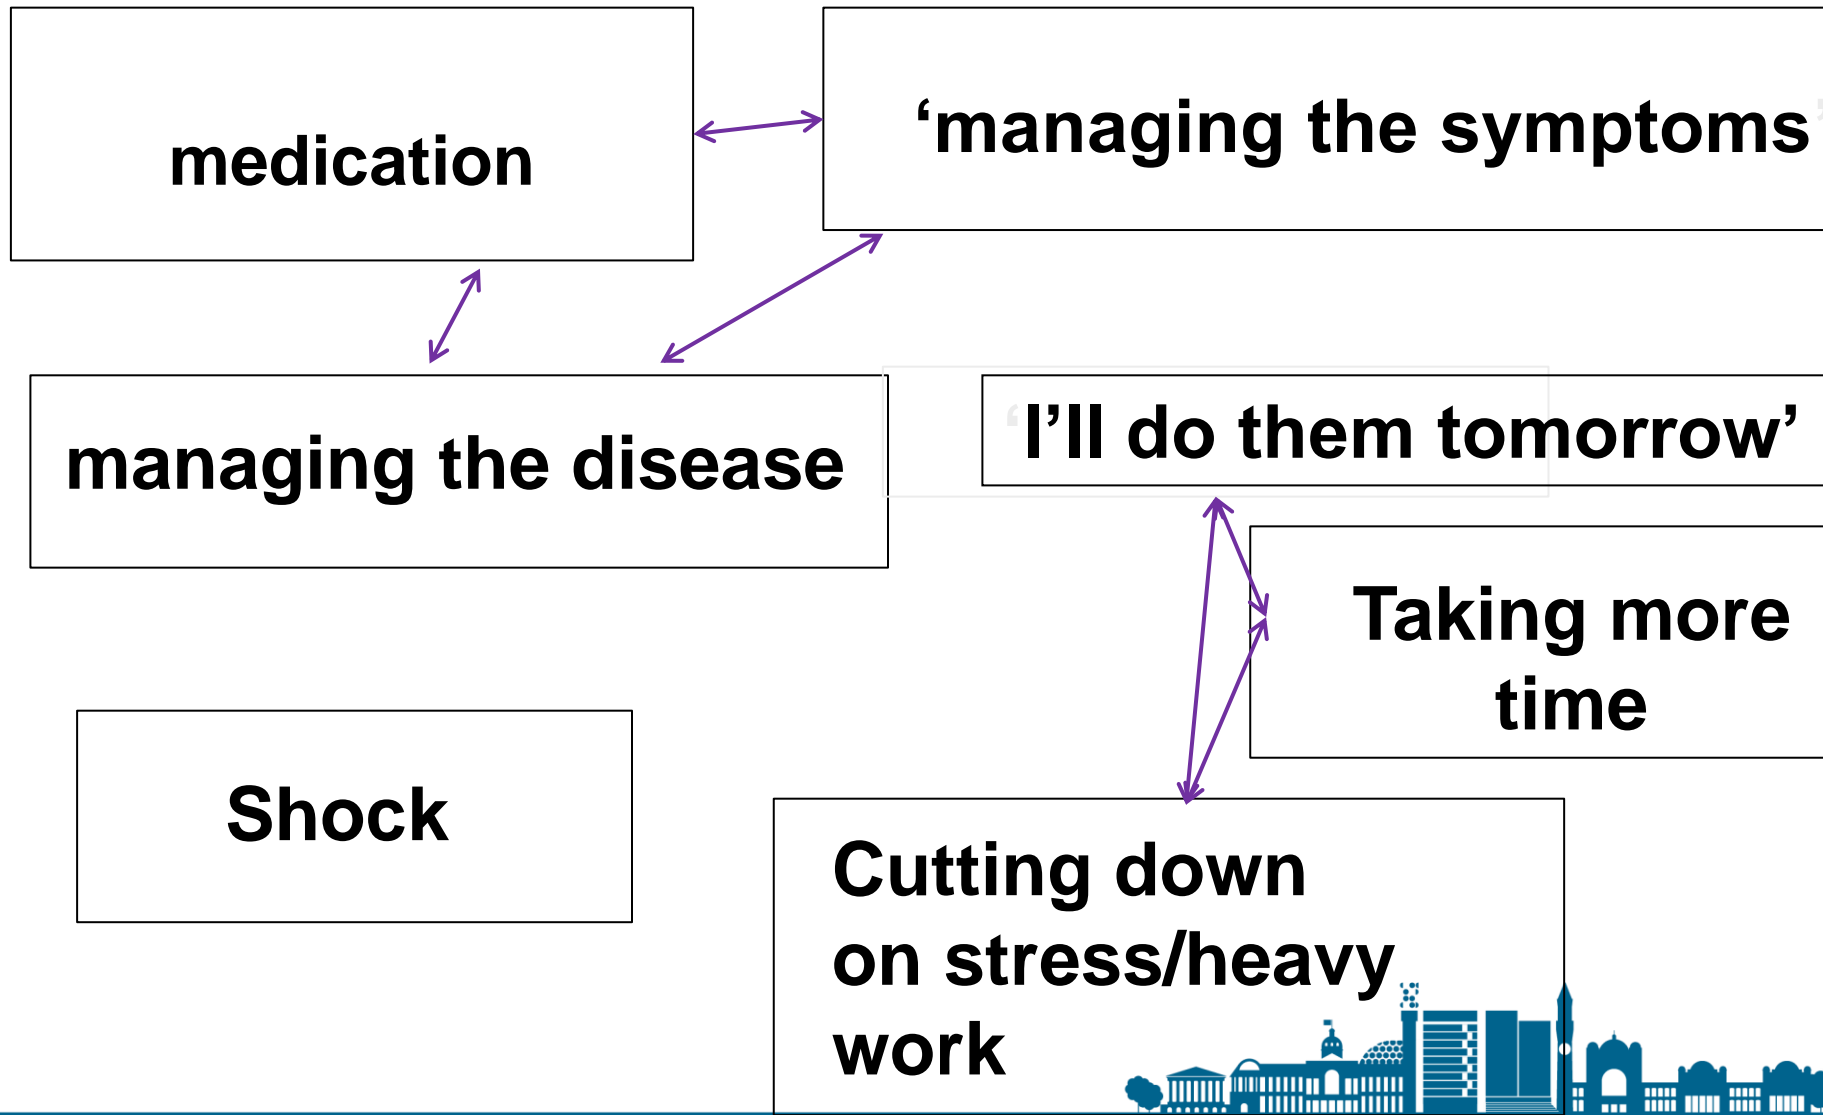 medication
‘managing the symptoms’
managing the disease
‘I’ll do them tomorrow’
Taking more
time
Shock
Cutting down
on stress/heavy
work